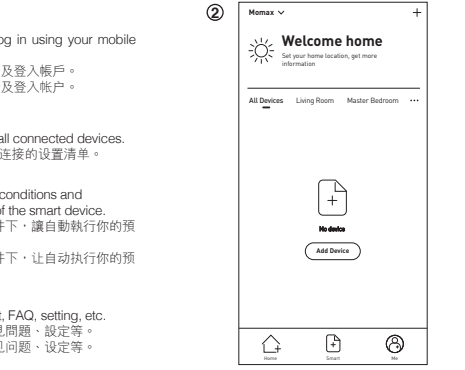 og in using your mobile
及登入帳戶。
及登入帐户。
all connected devices.
连接的设置清单。
conditions and
of the smart device.
件下，讓自動執行你的預
件下，让自动执行你的预
t, FAQ, setting, etc.
見問題、設定等。
见问题、设定等。
②
Momax
Welcome home
Set your home location, get more
information
All Devices Living Room Master Bedroom ...
No device
Add Device
Home Smart Me